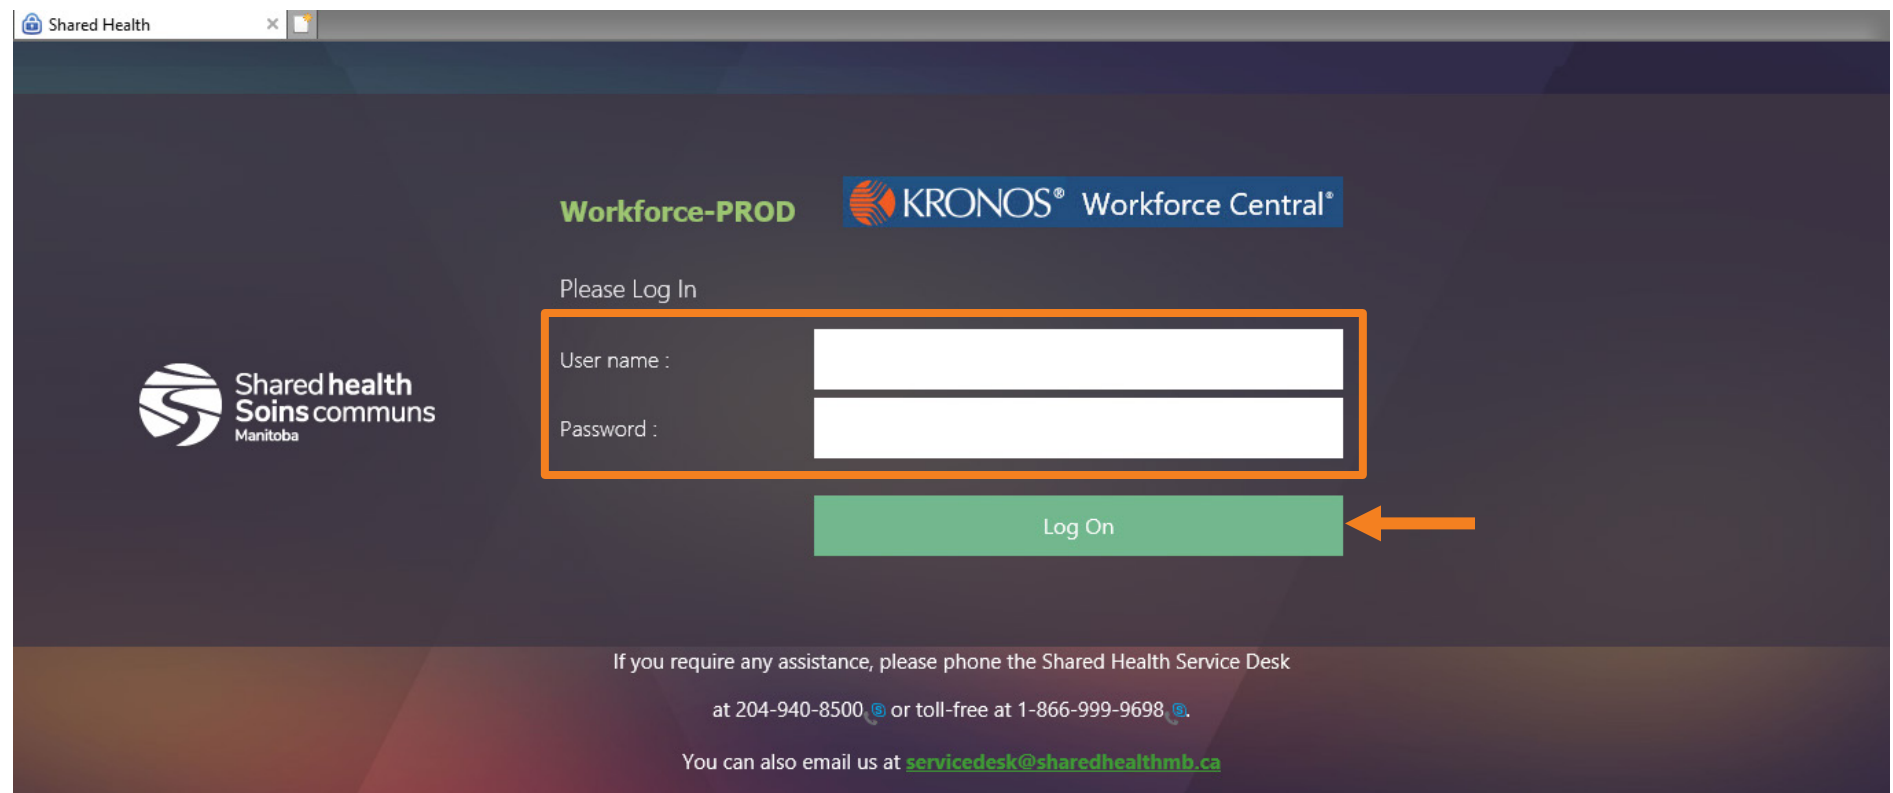 Shared Health
Workforce-PROD
KRONOS® Workforce Central®
Please Log In
User name :
Shared health
Soins communs
Manitoba
Password :
Log On
If you require any assistance, please phone the Shared Health Service Desk
at 204-940-8500 or toll-free at 1-866-999-9698.
You can also email us at servicedesk@sharedhealthmb.ca